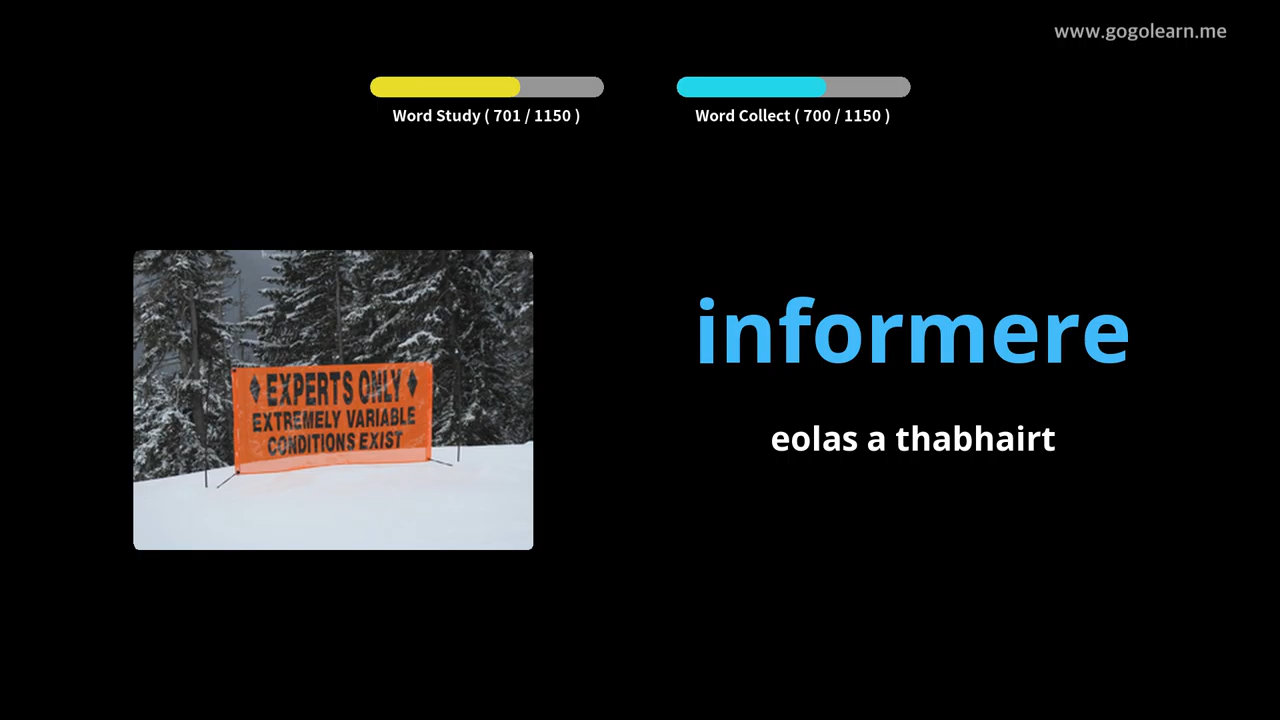 www.gogolearn.me
Word Study ( 701 / 1150 )
Word Collect ( 700 / 1150 )
EXPERTS ONLY
EXTREMELY VARIABLE
CONDITIONS EXIST
informere
eolas a thabhairt